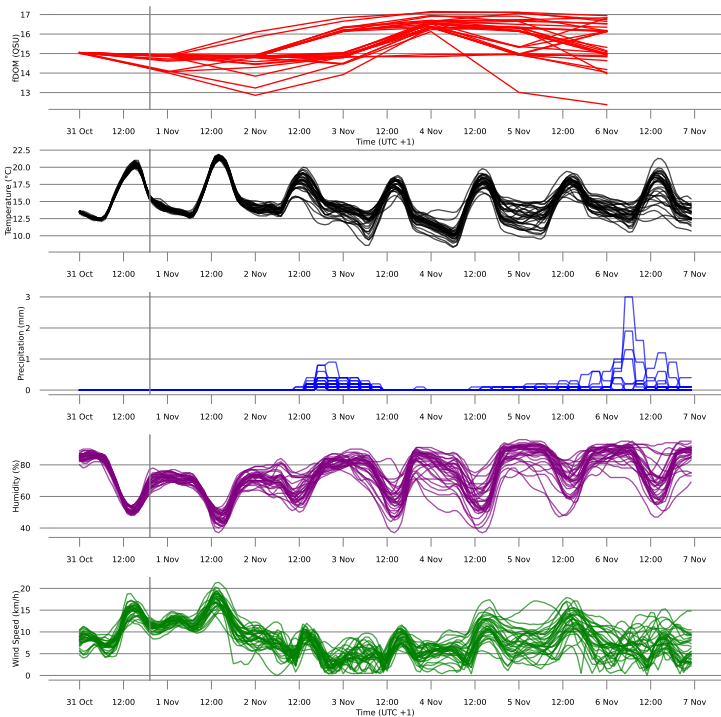 fDOM (QSU)
17
16
15
14
13
31 Oct 12:00 1 Nov 12:00 2 Nov 12:00 3 Nov 12:00 4 Nov 12:00 5 Nov 12:00 6 Nov 12:00 7 Nov
Time (UTC +1)
Temperature (°C)
22.5
20.0
17.5
15.0
12.5
10.0
31 Oct 12:00 1 Nov 12:00 2 Nov 12:00 3 Nov 12:00 4 Nov 12:00 5 Nov 12:00 6 Nov 12:00 7 Nov
Precipitation (mm)
3
2
1
0
31 Oct 12:00 1 Nov 12:00 2 Nov 12:00 3 Nov 12:00 4 Nov 12:00 5 Nov 12:00 6 Nov 12:00 7 Nov
Humidity (%)
80
60
40
31 Oct 12:00 1 Nov 12:00 2 Nov 12:00 3 Nov 12:00 4 Nov 12:00 5 Nov 12:00 6 Nov 12:00 7 Nov
Wind Speed (km/h)
20
15
10
5
0
31 Oct 12:00 1 Nov 12:00 2 Nov 12:00 3 Nov 12:00 4 Nov 12:00 5 Nov 12:00 6 Nov 12:00 7 Nov
Time (UTC +1)